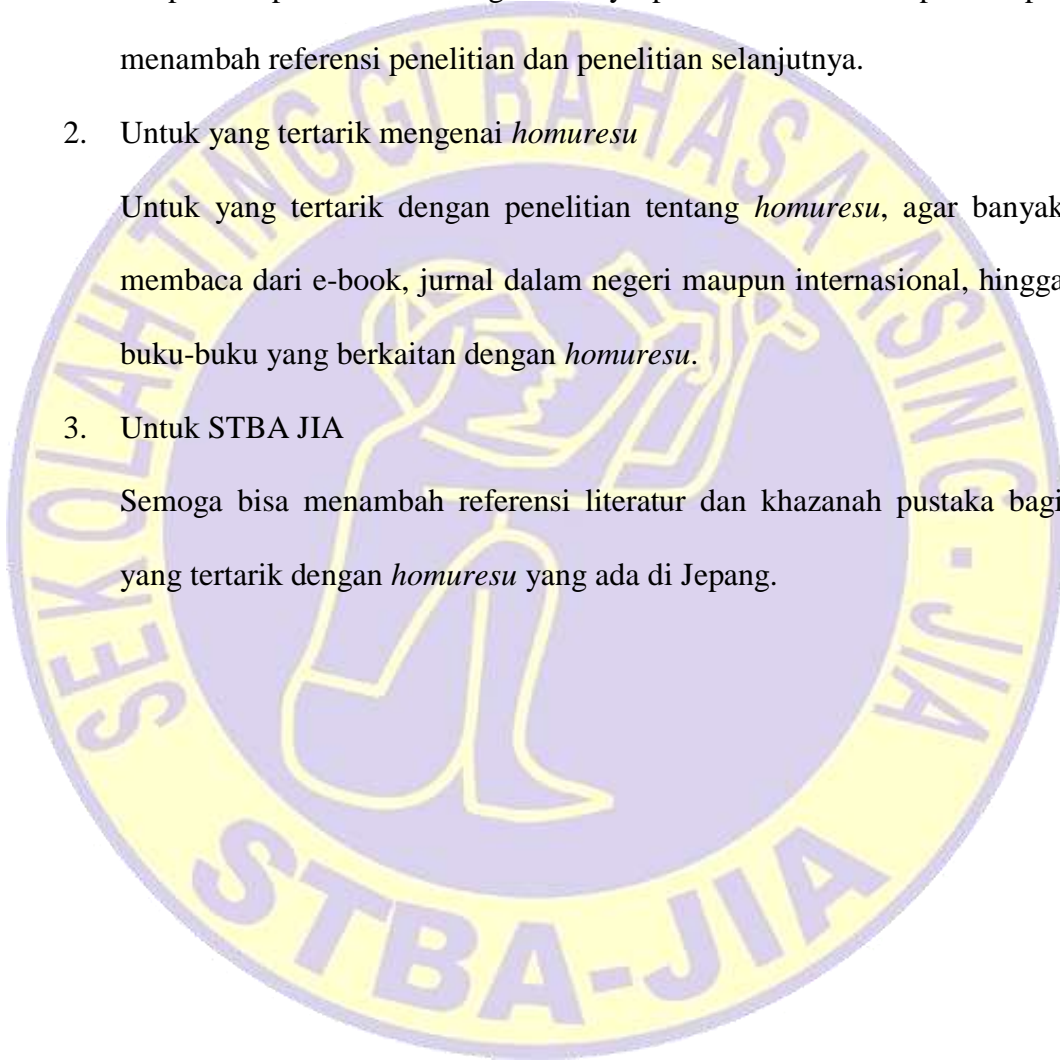 menambah referensi penelitian dan penelitian selanjutnya.
2. Untuk yang tertarik mengenai homuresu
Untuk yang tertarik dengan penelitian tentang homuresu, agar banyak
membaca dari e-book, jurnal dalam negeri maupun internasional, hingga
buku-buku yang berkaitan dengan homuresu.
3. Untuk STBA JIA
Semoga bisa menambah referensi literatur dan khazanah pustaka bagi
yang tertarik dengan homuresu yang ada di Jepang.
SEKOLAH TINGGI BAHASA ASING - JIA
STBA-JIA